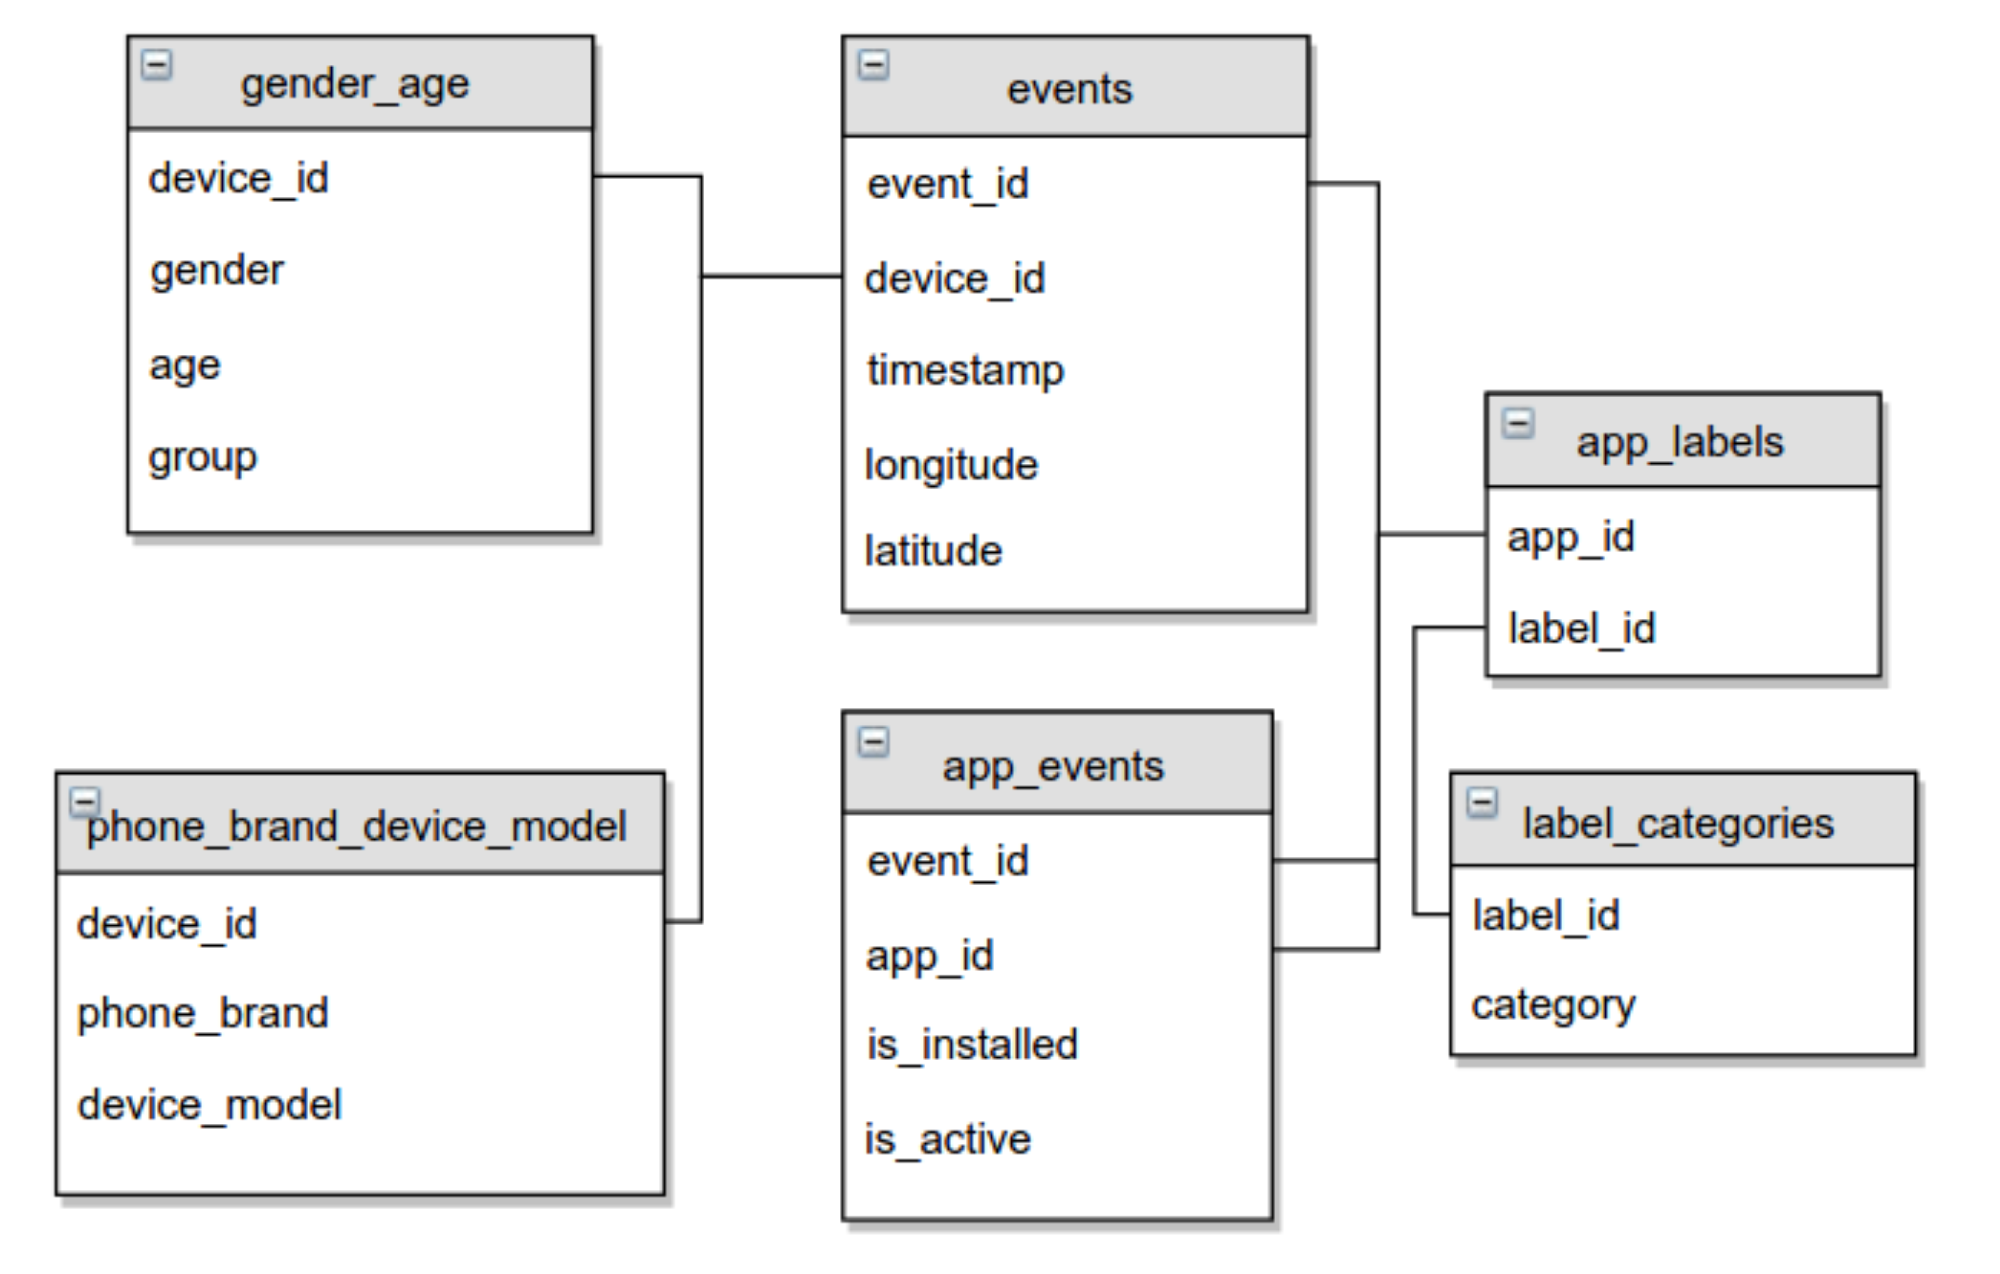 gender_age
device_id
gender
age
group
events
event_id
device_id
timestamp
longitude
latitude
app_labels
app_id
label_id
phone_brand_device_model
device_id
phone_brand
device_model
app_events
event_id
app_id
is_installed
is_active
label_categories
label_id
category